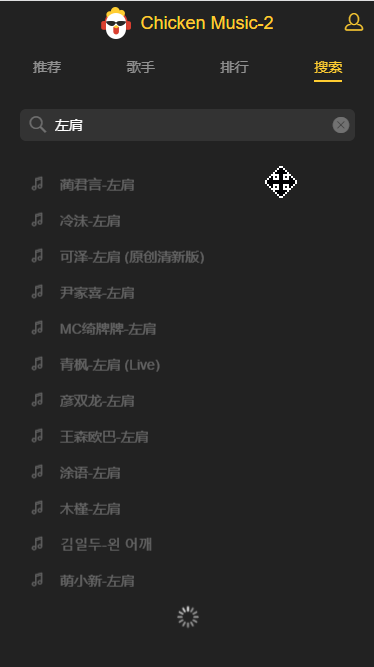 Chicken Music-2
推荐 歌手 排行 搜索
左肩
蔺君言-左肩
冷沫-左肩
可泽-左肩 (原创清新版)
尹家喜-左肩
MC绮牌牌-左肩
青枫-左肩 (Live)
彦双龙-左肩
王森欧巴-左肩
涂语-左肩
木槿-左肩
김일두-왼 어깨
萌小新-左肩